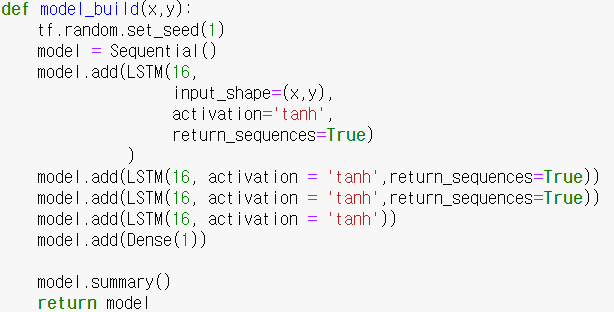 def model_build(x,y):
    tf.random.set_seed(1)
    model = Sequential()
    model.add(LSTM(16,
                   input_shape=(x,y),
                   activation='tanh',
                   return_sequences=True)
             )
    model.add(LSTM(16, activation = 'tanh',return_sequences=True))
    model.add(LSTM(16, activation = 'tanh',return_sequences=True))
    model.add(LSTM(16, activation = 'tanh'))
    model.add(Dense(1))

    model.summary()
    return model